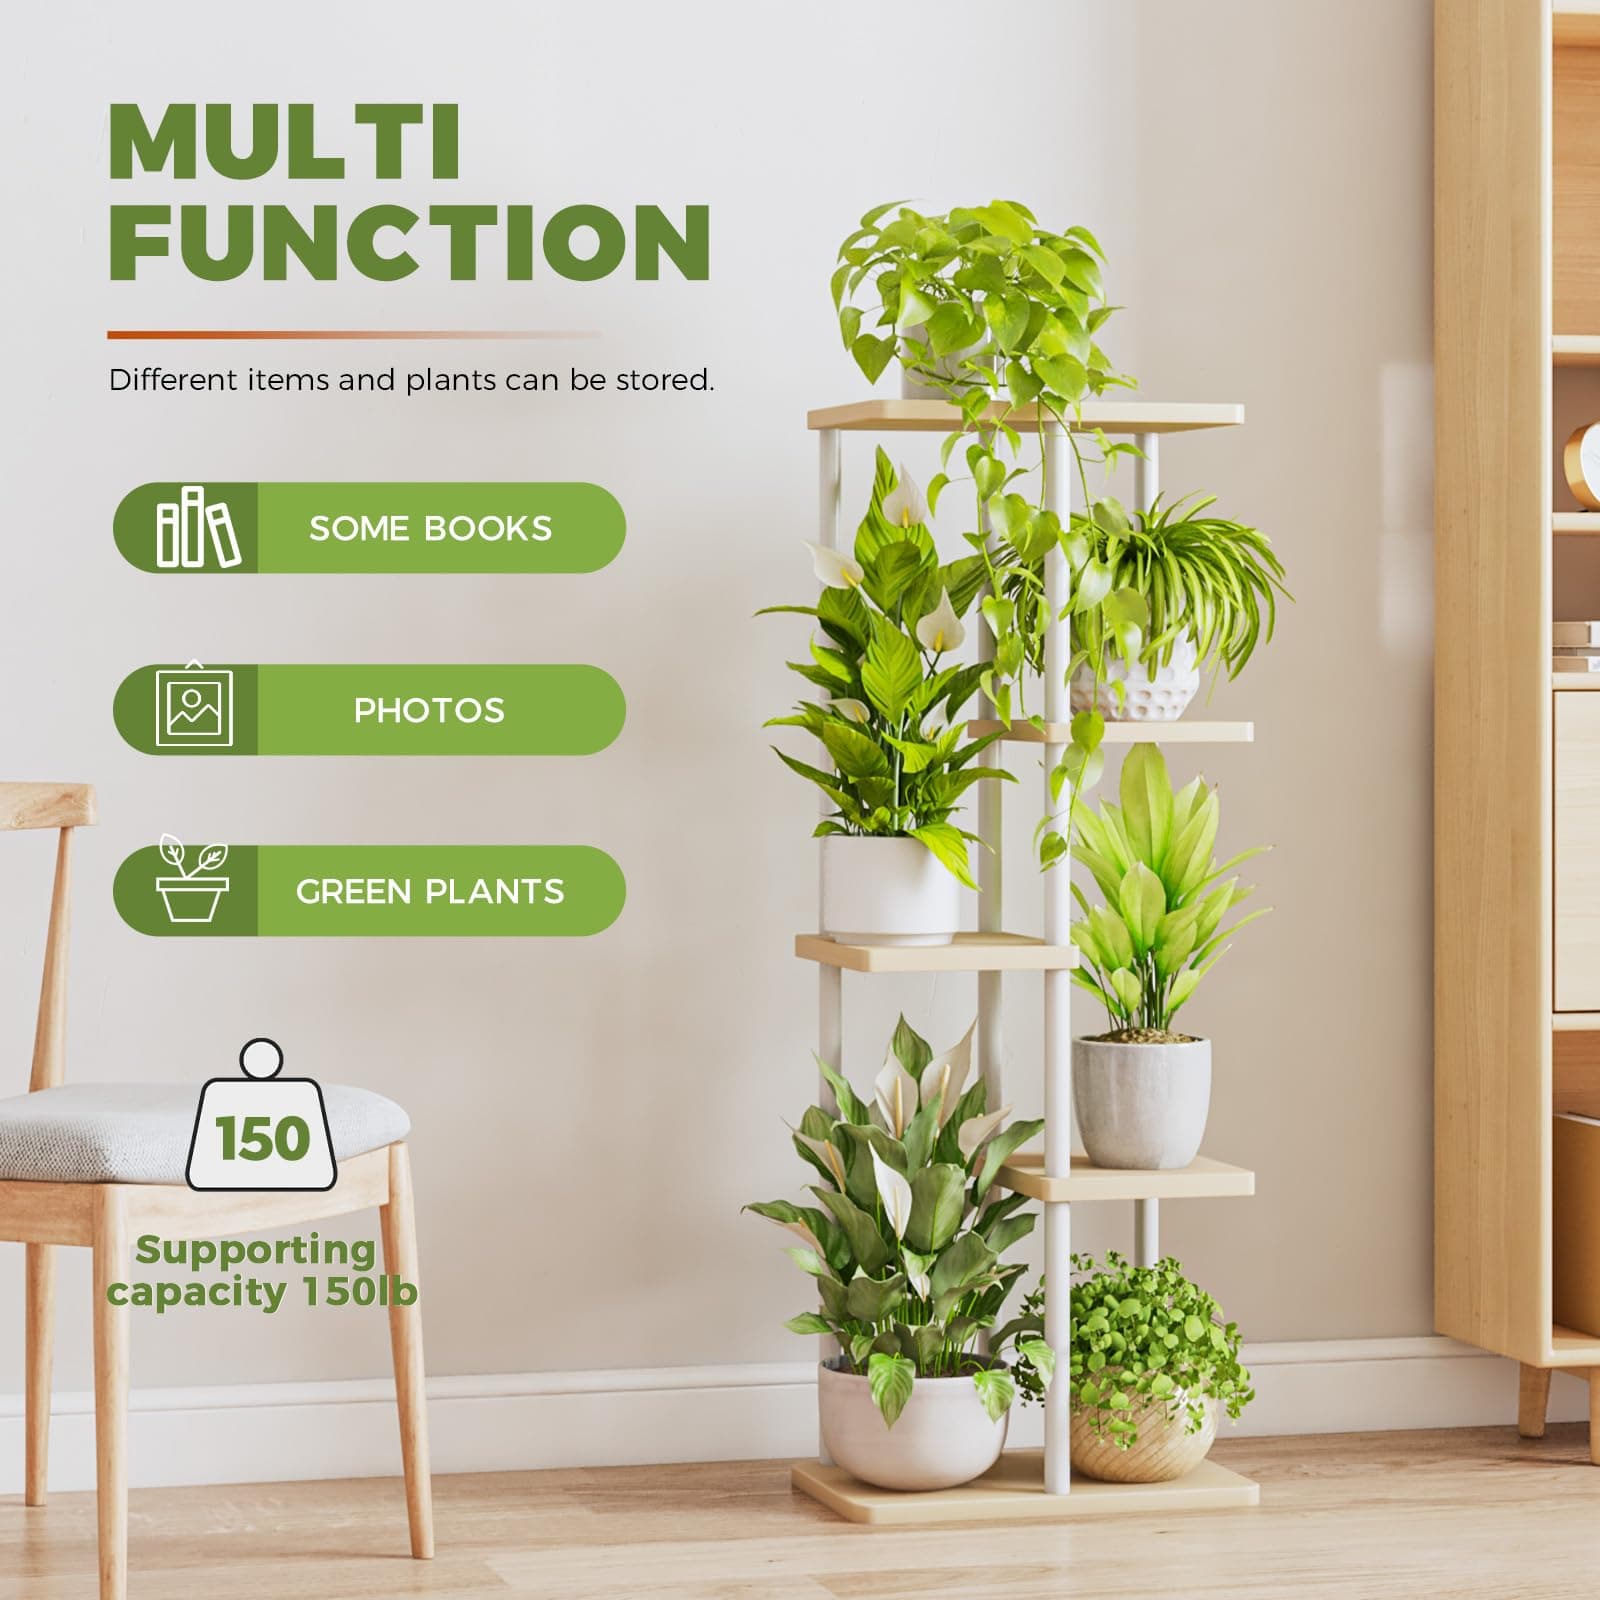 MULTI
FUNCTION
Different items and plants can be stored.
SOME BOOKS
PHOTOS
GREEN PLANTS
150
Supporting
capacity 150lb